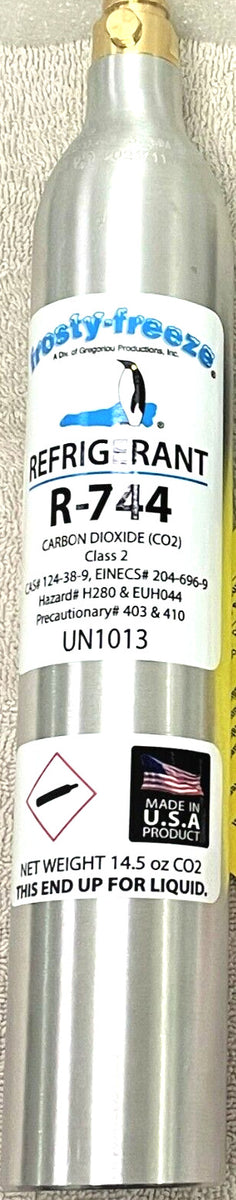 frosty-freeze®
A Div. of Gregoriou Productions, Inc.
®
REFRIGERANT
R-744
CARBON DIOXIDE (CO2)
Class 2
CAS# 124-38-9, EINECS# 204-696-9
Hazard# H280 & EUH044
Precautionary# 403 & 410
UN1013
MADE IN
U.S.A
PRODUCT
NET WEIGHT 14.5 oz CO2
THIS END UP FOR LIQUID.